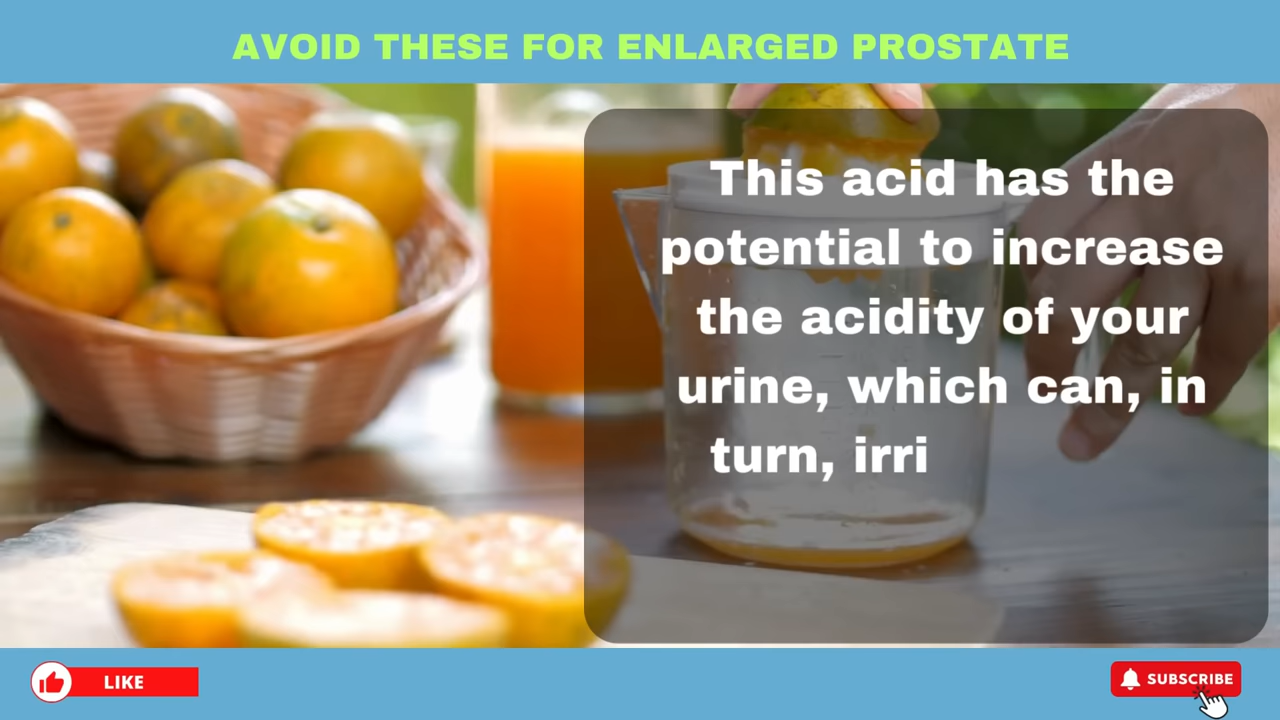 AVOID THESE FOR ENLARGED PROSTATE
This acid has the
potential to increase
the acidity of your
urine, which can, in
turn, irri
LIKE
SUBSCRIBE